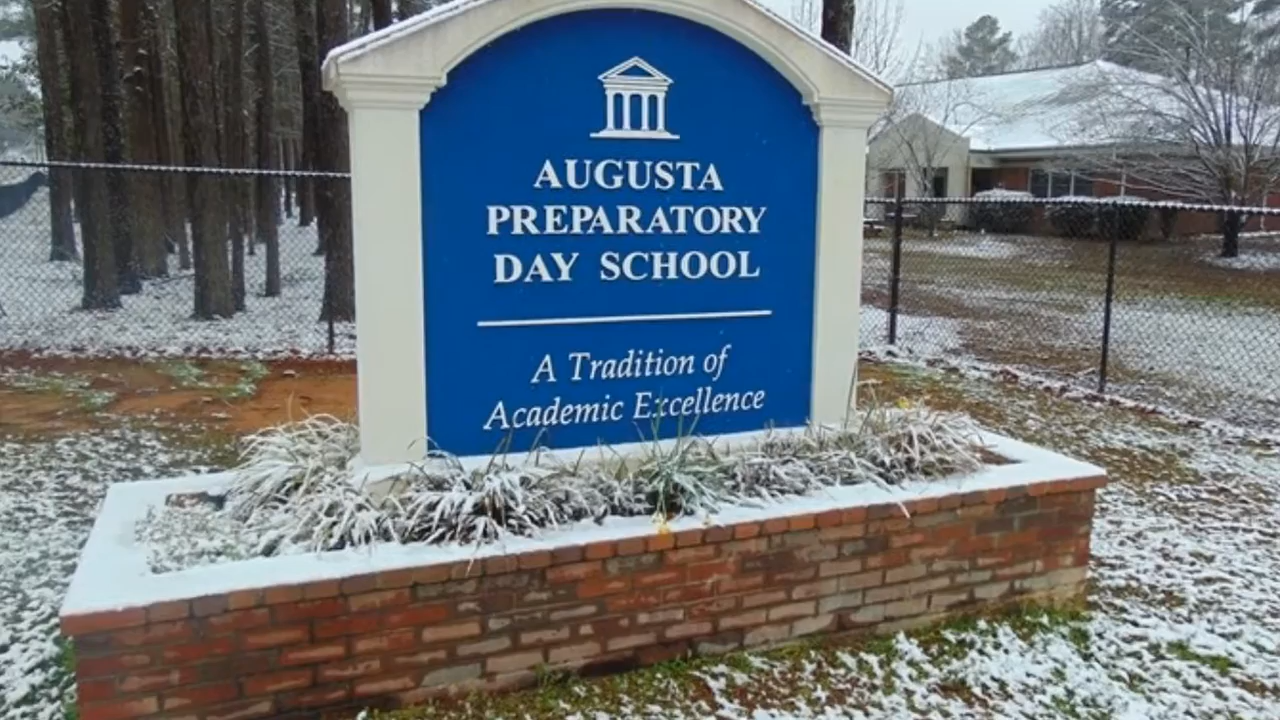 AUGUSTA
PREPARATORY
DAY SCHOOL
A Tradition of
Academic Excellence